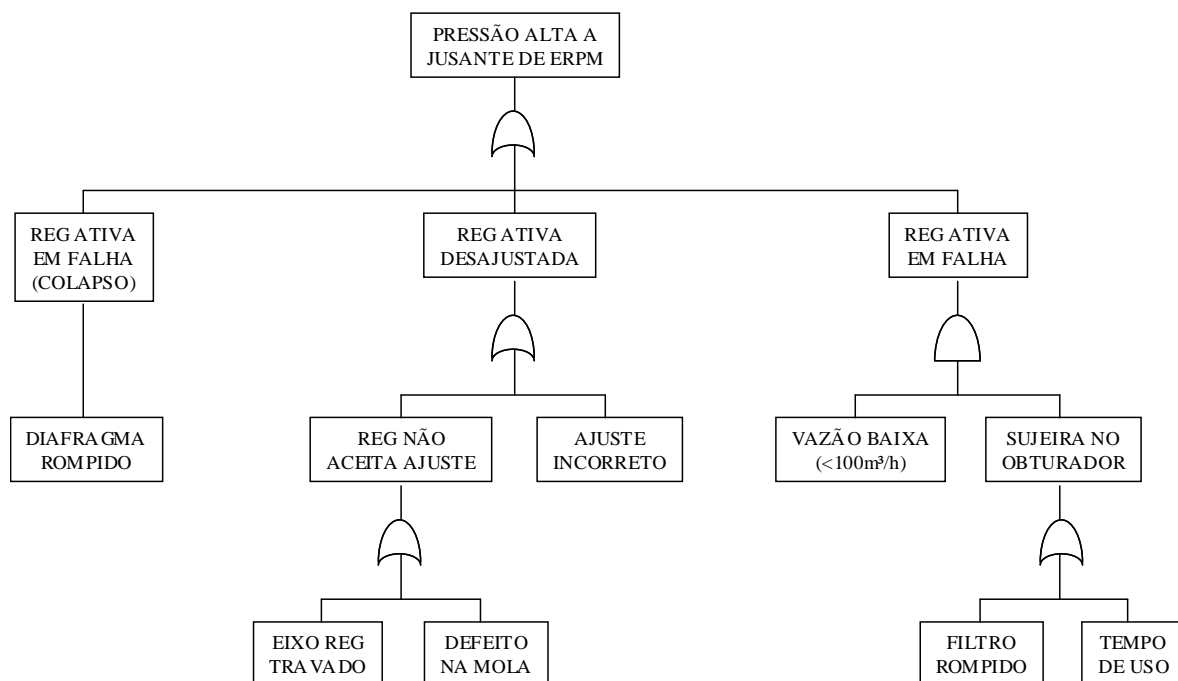 PRESSÃO ALTA A
JUSANTE DE ERPM
REG ATIVA
EM FALHA
(COLAPSO)
REG ATIVA
DESAJUSTADA
REG ATIVA
EM FALHA
DIAFRAGMA
ROMPIDO
REG NÃO
ACEITA AJUSTE
AJUSTE
INCORRETO
VAZÃO BAIXA
(<100m³/h)
SUJEIRA NO
OBTURADOR
EIXO REG
TRAVADO
DEFEITO
NA MOLA
FILTRO
ROMPIDO
TEMPO
DE USO